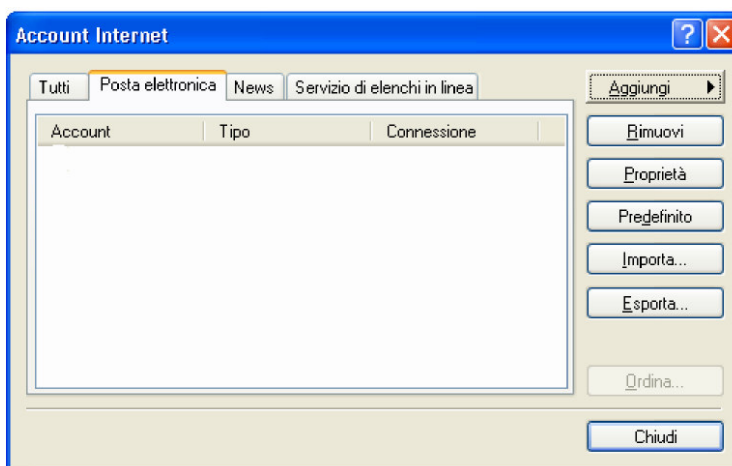 Account Internet
Tutti Posta elettronica News Servizio di elenchi in linea
Account Tipo Connessione
Aggiungi
Rimuovi
Proprietà
Predefinito
Importa...
Esporta...
Ordina...
Chiudi